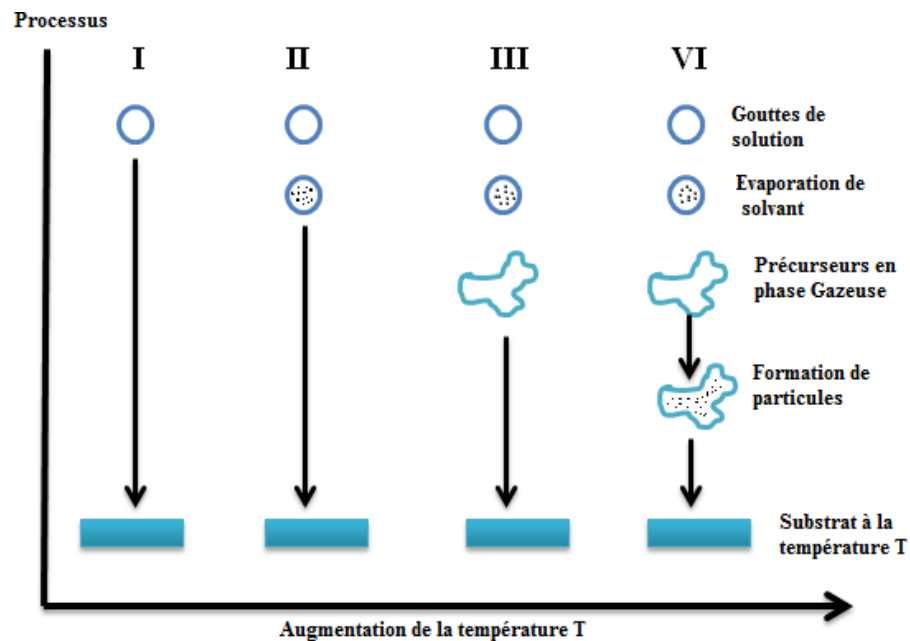 Processus
I
II
III
VI
Gouttes de
solution
Evaporation de
solvant
Précurseurs en
phase Gazeuse
Formation de
particules
Substrat à la
température T
Augmentation de la température T